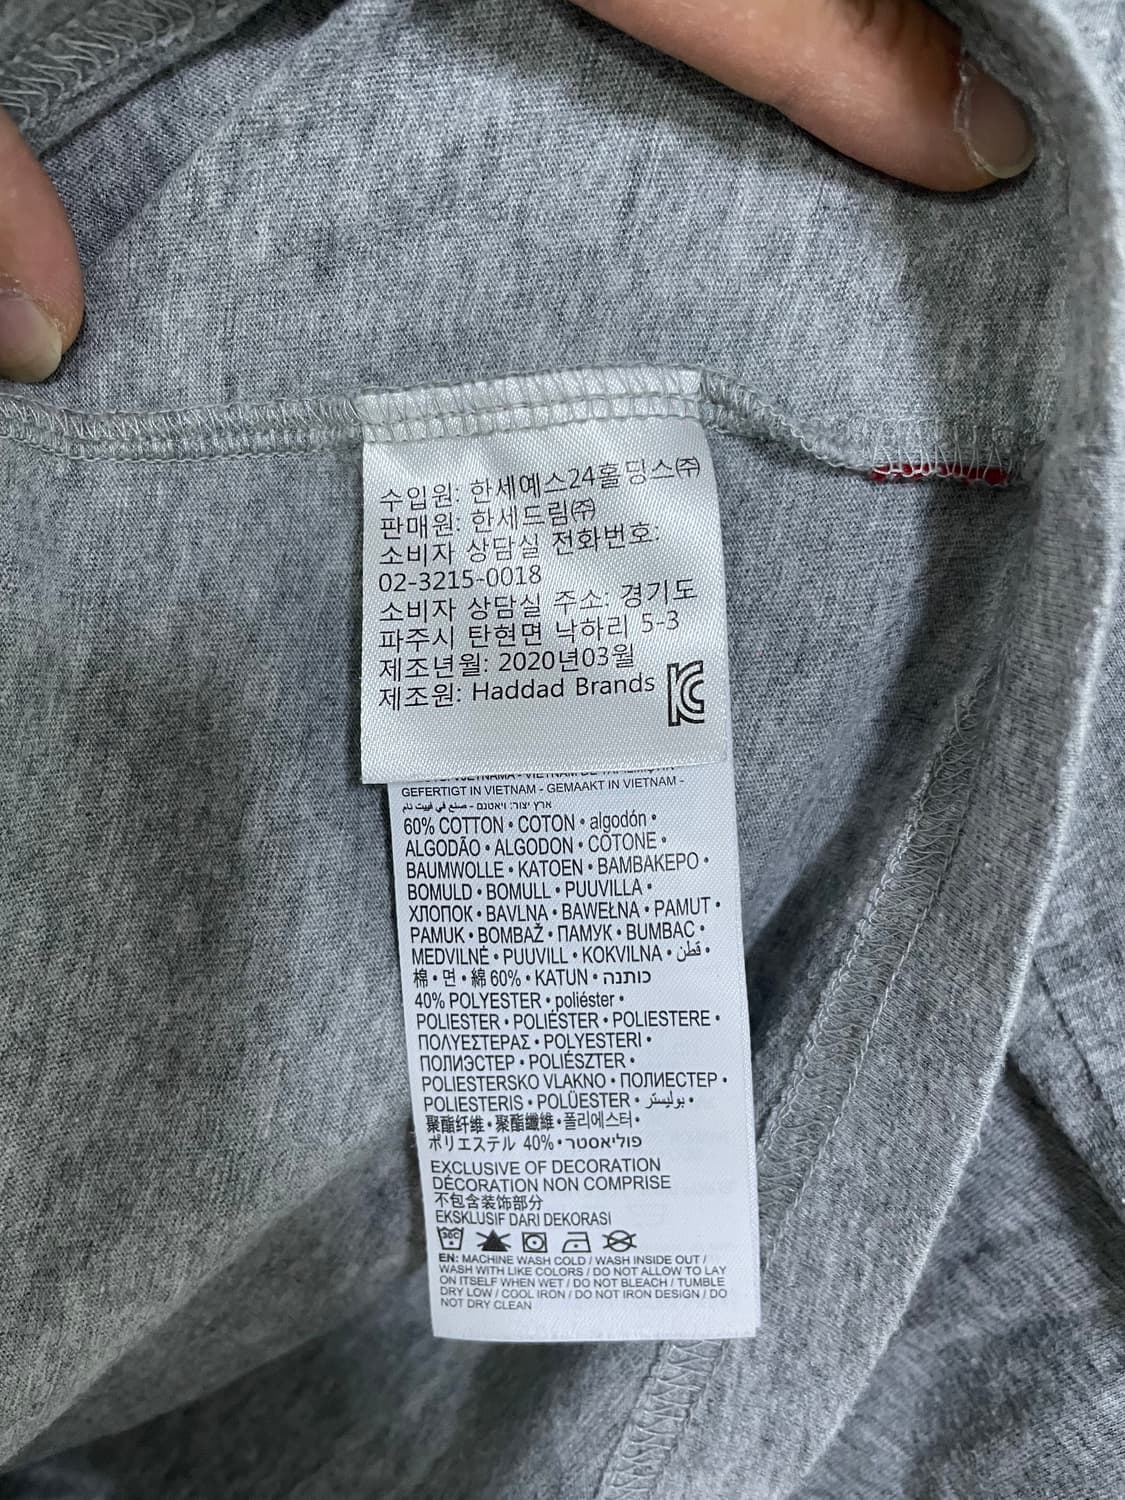 수입원: 한세예스24홀딩스㈜
판매원: 한세드림㈜
소비자 상담실 전화번호:
02-3215-0018
소비자 상담실 주소: 경기도
파주시 탄현면 낙하리 5-3
제조년월: 2020년03월
제조원: Haddad Brands
GEFERTIGT IN VIETNAM - GEMAAKT IN VIETNAM -
ארץ יצור: ויאטנם - صنع في فييت نام
60% COTTON • COTON • algodón •
ALGODÃO • ALGODON • COTONE •
BAUMWOLLE • KATOEN • ΒΑΜΒΑΚΕΡΟ •
BOMULD • BOMULL • PUUVILLA •
ХЛОПОК • BAVLNA • BAWEŁNA • PAMUT •
PAMUK • BOMBAŽ • ПАМУК • BUMBAC •
MEDVILNĖ • PUUVILL • KOKVILNA • قطن •
棉 • 면 • 綿 60% • KATUN • כותנה
40% POLYESTER • poliéster •
POLIESTER • POLIÉSTER • POLIESTERE •
ΠΟΛΥΕΣΤΕΡΑΣ • POLYESTERI •
ПОЛИЭСТЕР • POLIÉSZTER •
POLIESTERSKO VLAKNO • ПОЛИЕСТЕР •
POLIESTERIS • POLÜESTER • بوليستر •
聚酯纤维 • 聚酯纖維 • 폴리에스터 •
ポリエステル 40% • פוליאסטר
EXCLUSIVE OF DECORATION
DÉCORATION NON COMPRISE
不包含装饰部分
EKSKLUSIF DARI DEKORASI
30C
EN: MACHINE WASH COLD / WASH INSIDE OUT /
WASH WITH LIKE COLORS / DO NOT ALLOW TO LAY
ON ITSELF WHEN WET / DO NOT BLEACH / TUMBLE
DRY LOW / COOL IRON / DO NOT IRON DESIGN / DO
NOT DRY CLEAN